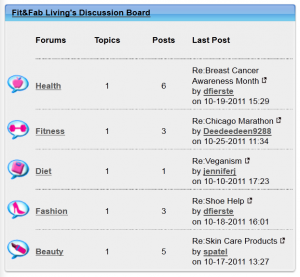 Fit&Fab Living's Discussion Board
Forums Topics Posts Last Post
Health 1 6 Re:Breast Cancer
Awareness Month
by dfierste
on 10-19-2011 15:29
Fitness 1 3 Re:Chicago Marathon
by Deedeedeen9288
on 10-25-2011 11:34
Diet 1 1 Re:Veganism
by jenniferj
on 10-10-2011 17:23
Fashion 1 3 Re:Shoe Help
by dfierste
on 10-18-2011 16:01
Beauty 1 5 Re:Skin Care Products
by spatel
on 10-17-2011 13:27